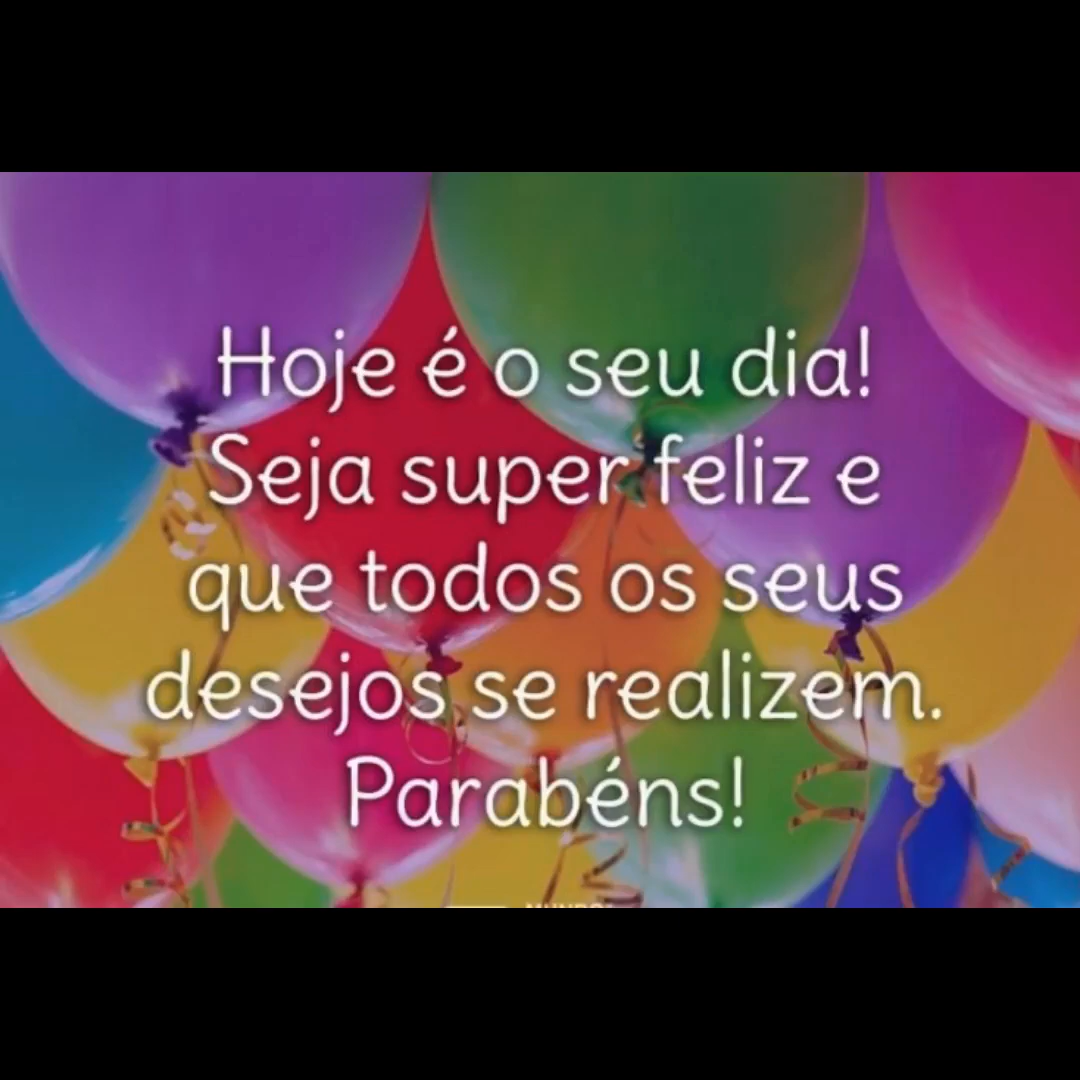 Hoje é o seu dia!
Seja super feliz e
que todos os seus
desejos se realizem.
Parabéns!